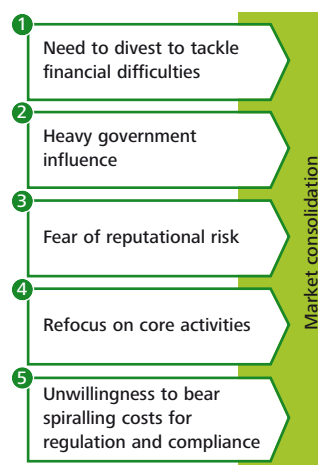 1
Need to divest to tackle
financial difficulties
2
Heavy government
influence
3
Fear of reputational risk
4
Refocus on core activities
5
Unwillingness to bear
spiralling costs for
regulation and compliance
Market consolidation